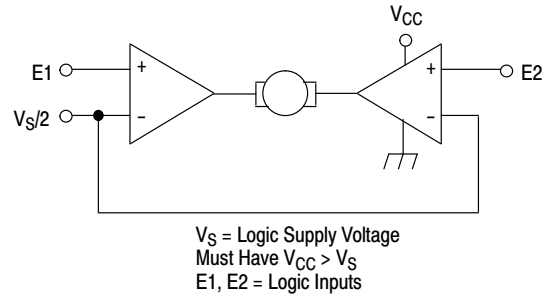 V_CC
E1
+
+
E2
V_S/2
-
-
V_S = Logic Supply Voltage
Must Have V_CC > V_S
E1, E2 = Logic Inputs